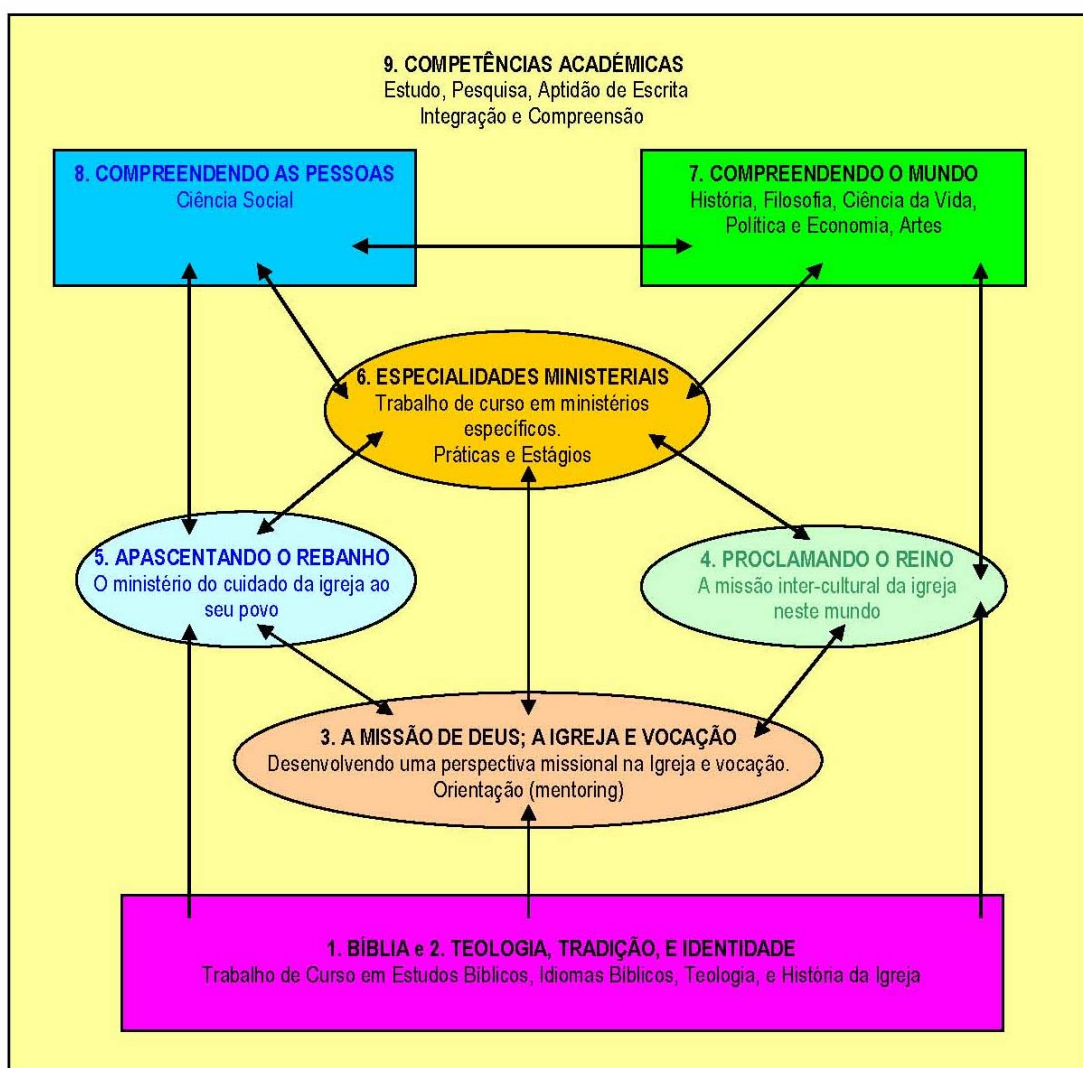 9. COMPETÊNCIAS ACADÉMICAS
Estudo, Pesquisa, Aptidão de Escrita
Integração e Compreensão
8. COMPREENDENDO AS PESSOAS
Ciência Social
7. COMPREENDENDO O MUNDO
História, Filosofia, Ciência da Vida,
Política e Economia, Artes
6. ESPECIALIDADES MINISTERIAIS
Trabalho de curso em ministérios
específicos.
Práticas e Estágios
5. APASCENTANDO O REBANHO
O ministério do cuidado da igreja ao
seu povo
4. PROCLAMANDO O REINO
A missão inter-cultural da igreja
neste mundo
3. A MISSÃO DE DEUS; A IGREJA E VOCAÇÃO
Desenvolvendo uma perspectiva missional na Igreja e vocação.
Orientação (mentoring)
1. BÍBLIA e 2. TEOLOGIA, TRADIÇÃO, E IDENTIDADE
Trabalho de Curso em Estudos Bíblicos, Idiomas Bíblicos, Teologia, e História da Igreja